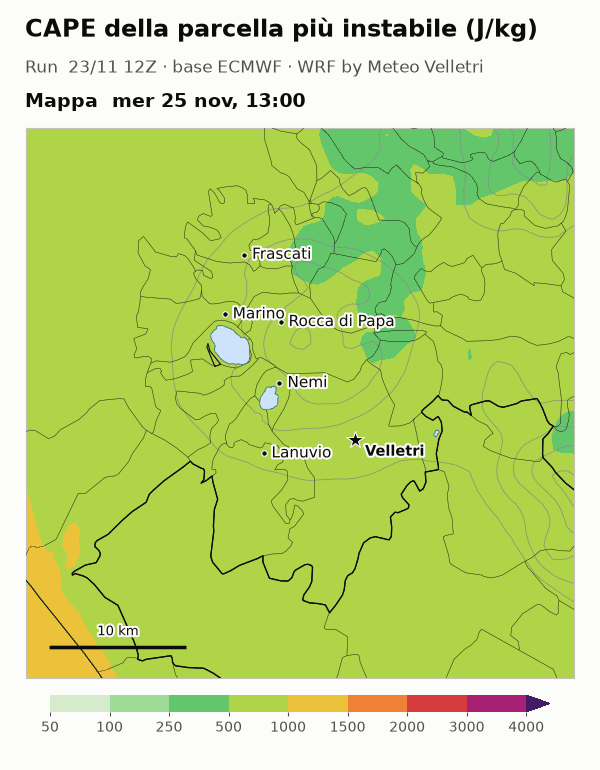 CAPE della parcella più instabile (J/kg)
Run  23/11 12Z · base ECMWF · WRF by Meteo Velletri
Mappa  mer 25 nov, 13:00
Frascati
Marino
Rocca di Papa
Nemi
Velletri
Lanuvio
10 km
50 100 250 500 1000 1500 2000 3000 4000